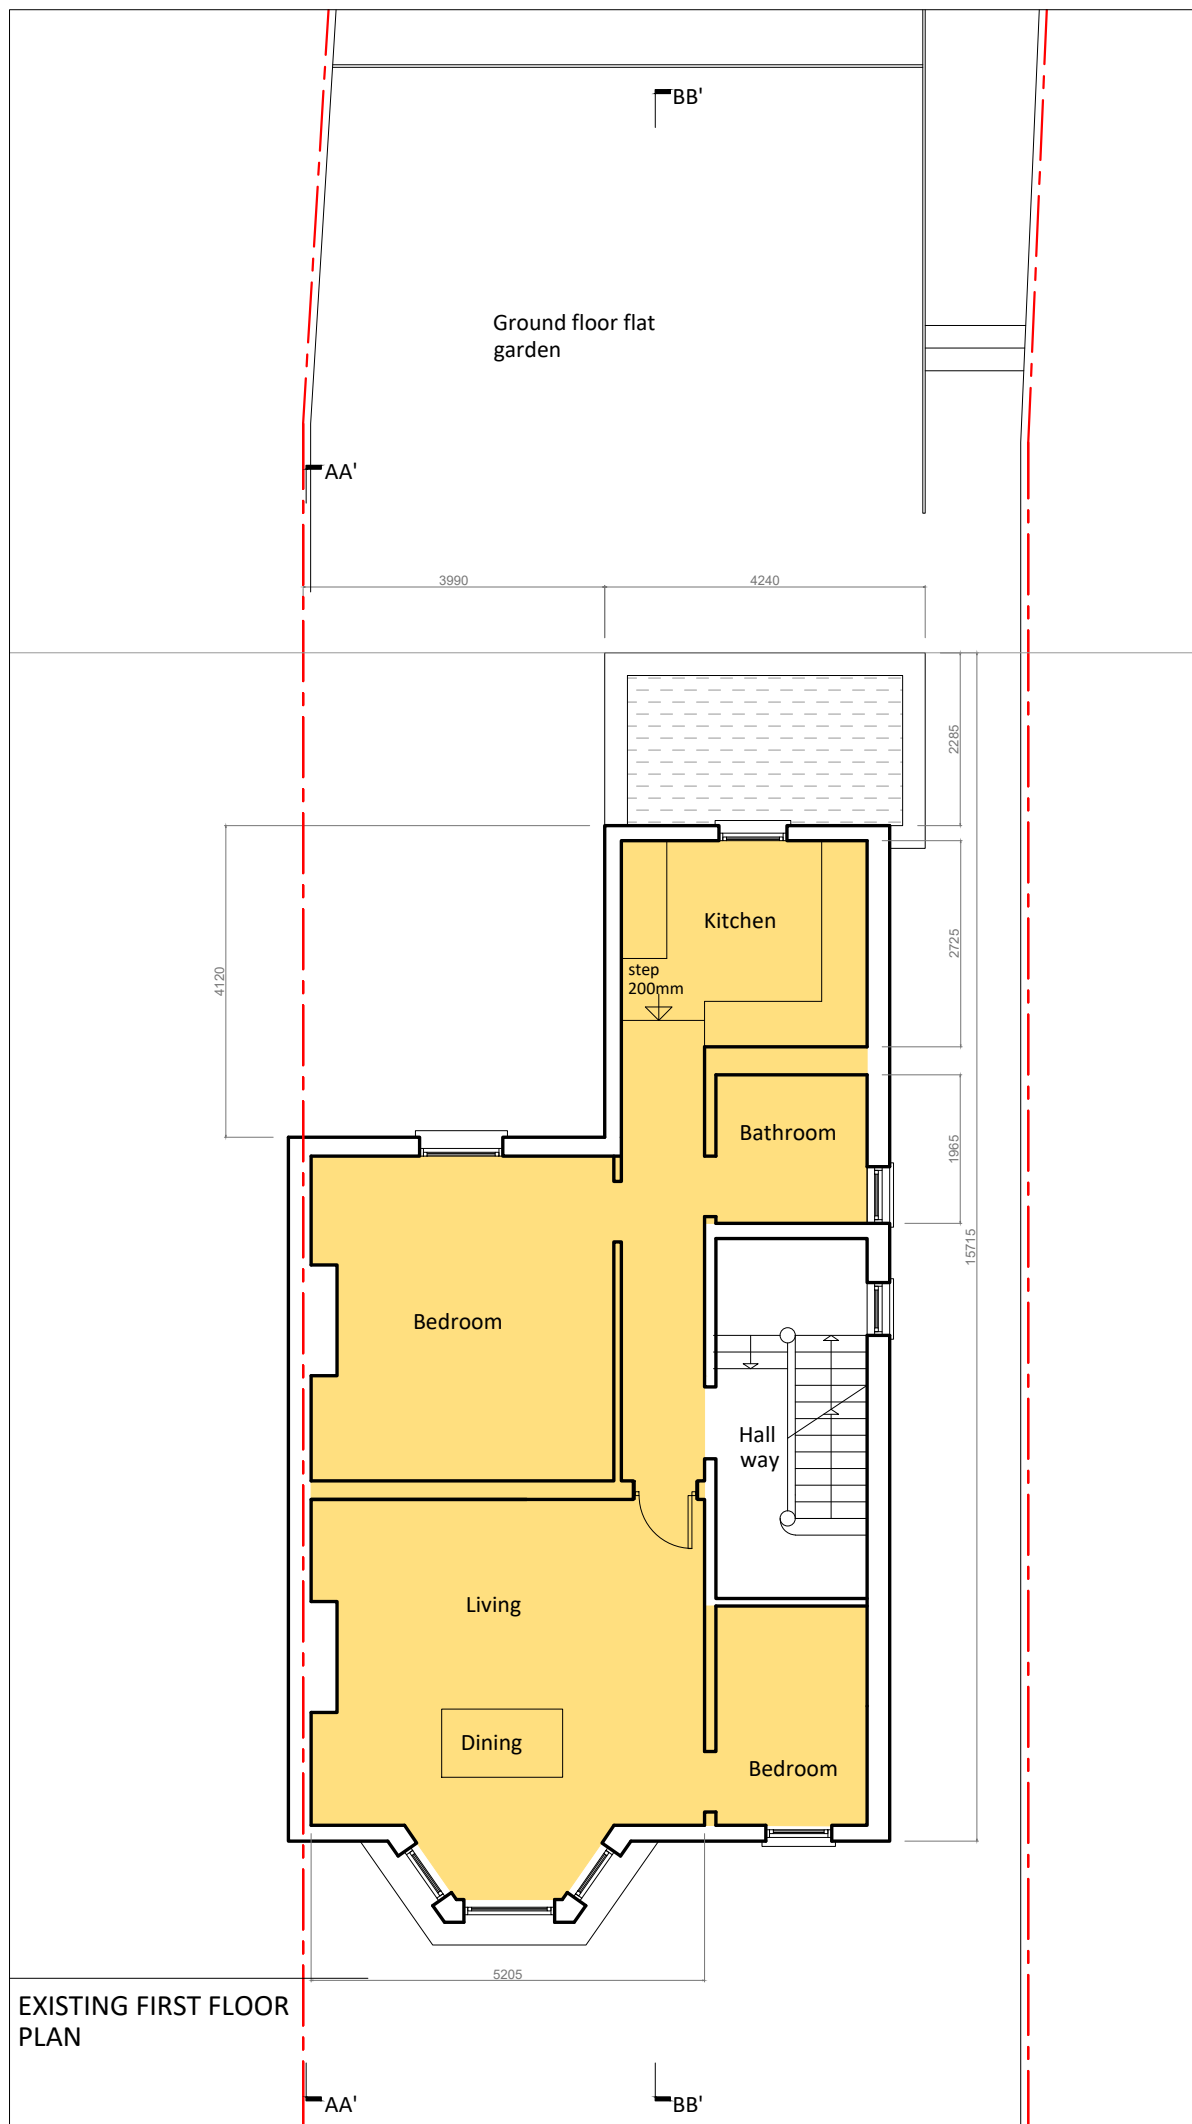 BB'
Ground floor flat
garden
AA'
3990
4240
2285
4120
Kitchen
2725
step
200mm
Bathroom
1965
15715
Bedroom
Hall
way
Living
Dining
Bedroom
5205
EXISTING FIRST FLOOR
PLAN
AA'
BB'